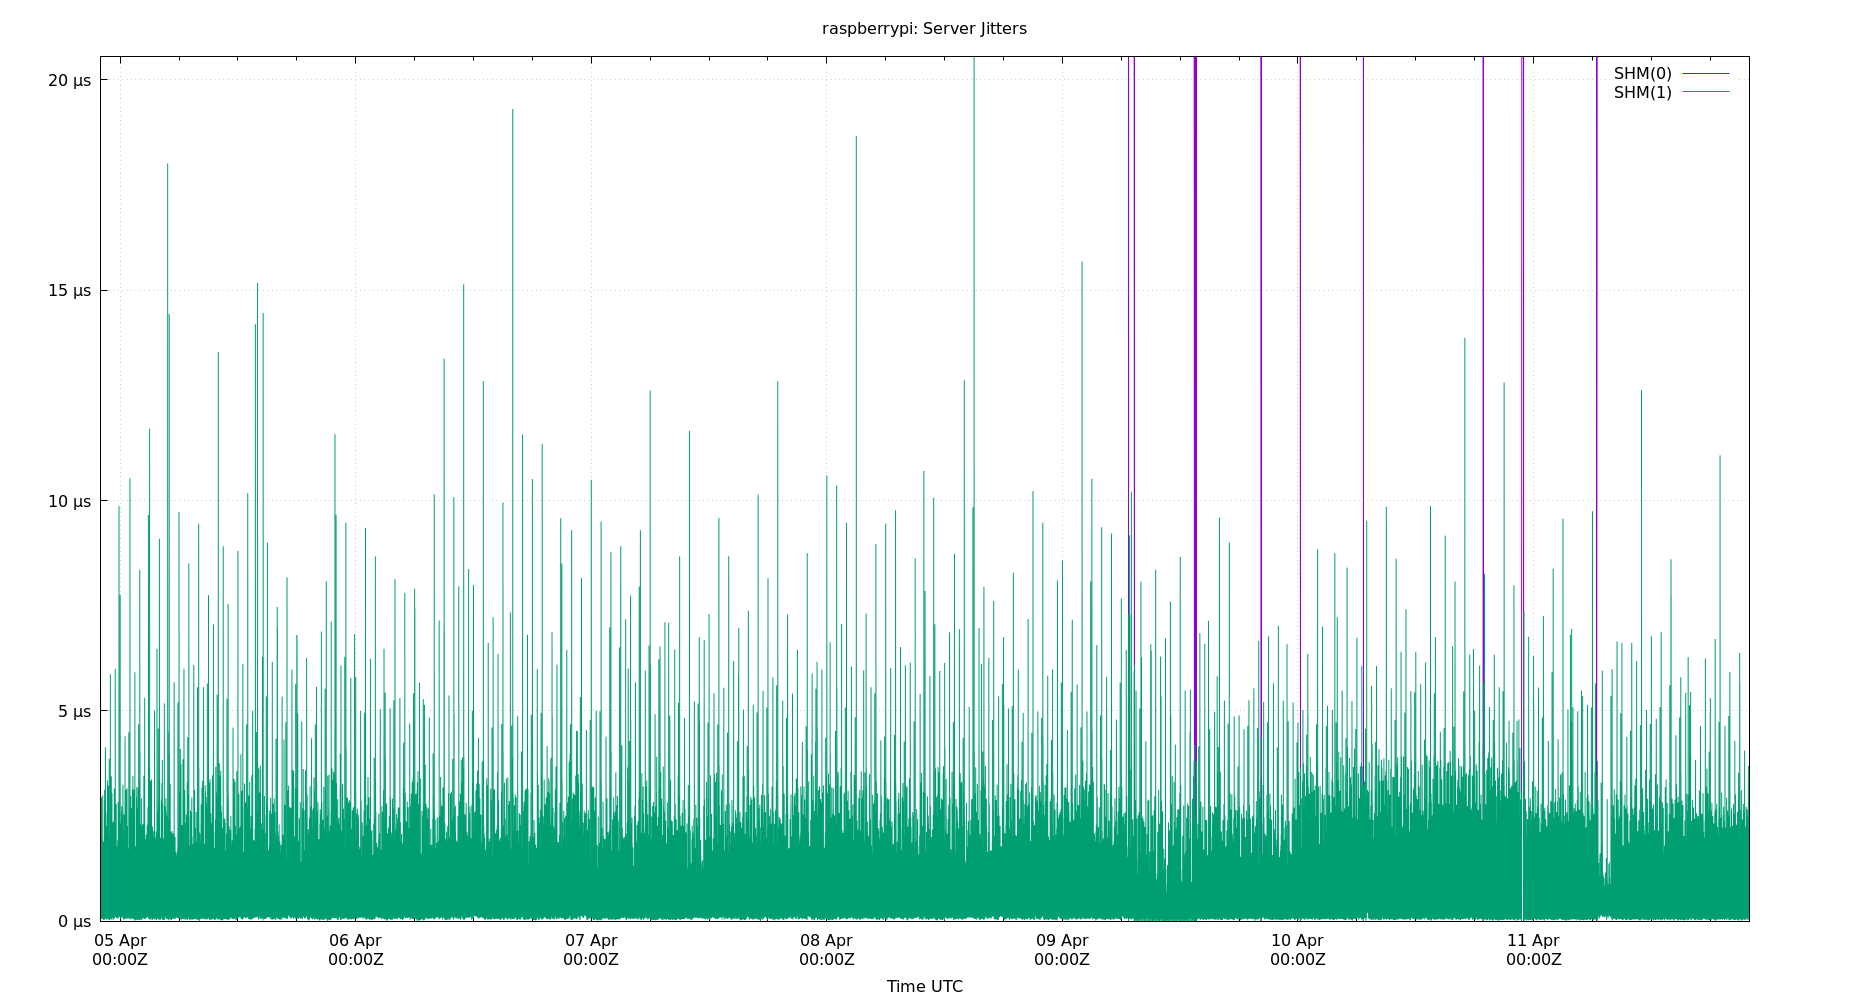 raspberrypi: Server Jitters
SHM(0)
SHM(1)
20 µs
15 µs
10 µs
5 µs
0 µs
05 Apr 06 Apr 07 Apr 08 Apr 09 Apr 10 Apr 11 Apr
00:00Z 00:00Z 00:00Z 00:00Z 00:00Z 00:00Z 00:00Z
Time UTC